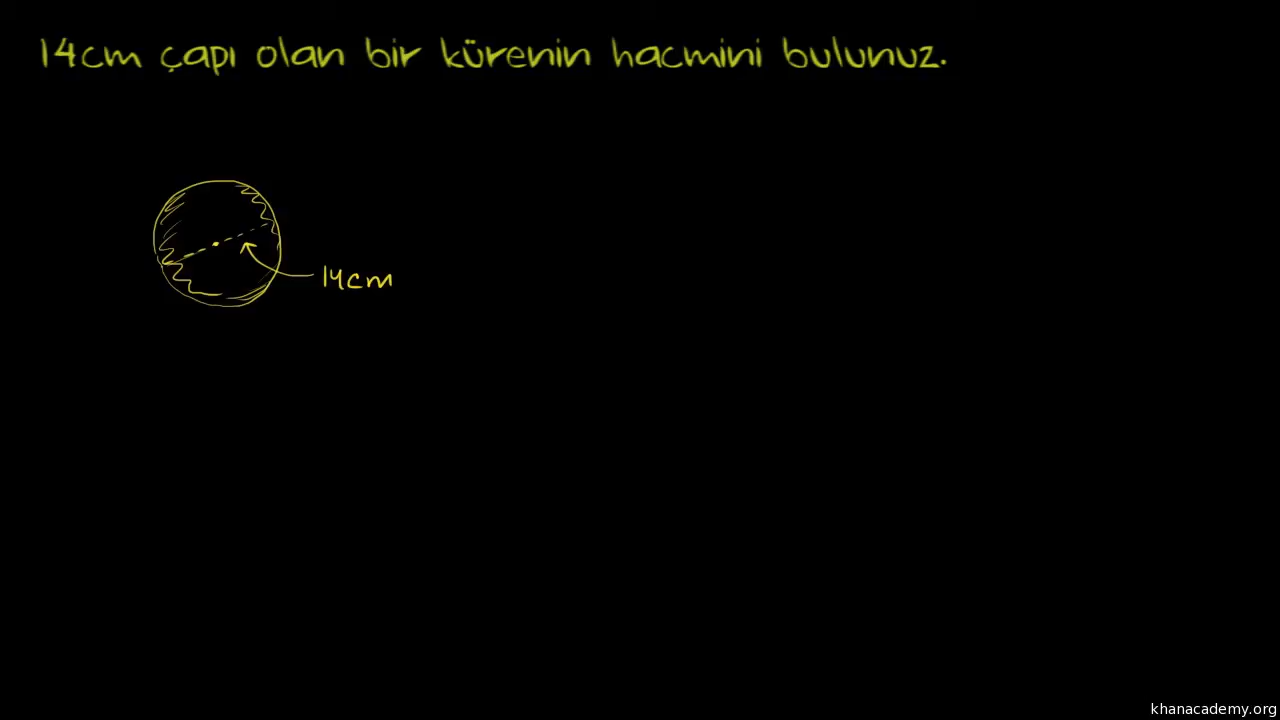 14cm çapı olan bir kürenin hacmini bulunuz.
14cm
khanacademy.org